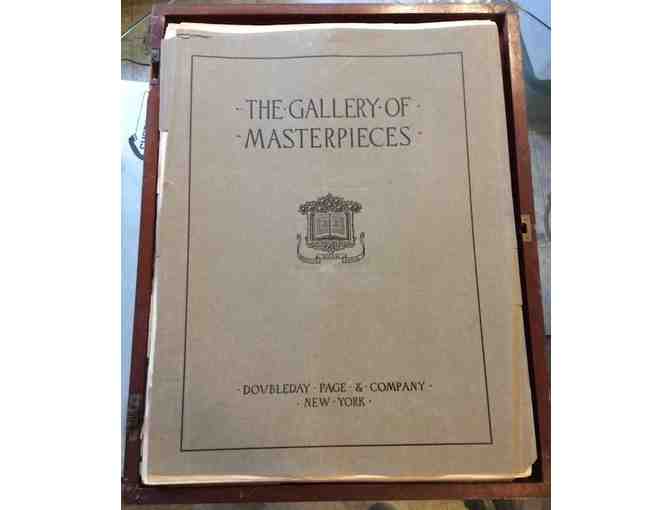 · THE · GALLERY · OF ·
· MASTERPIECES ·
· DOUBLEDAY · PAGE · & · COMPANY ·
· NEW · YORK ·